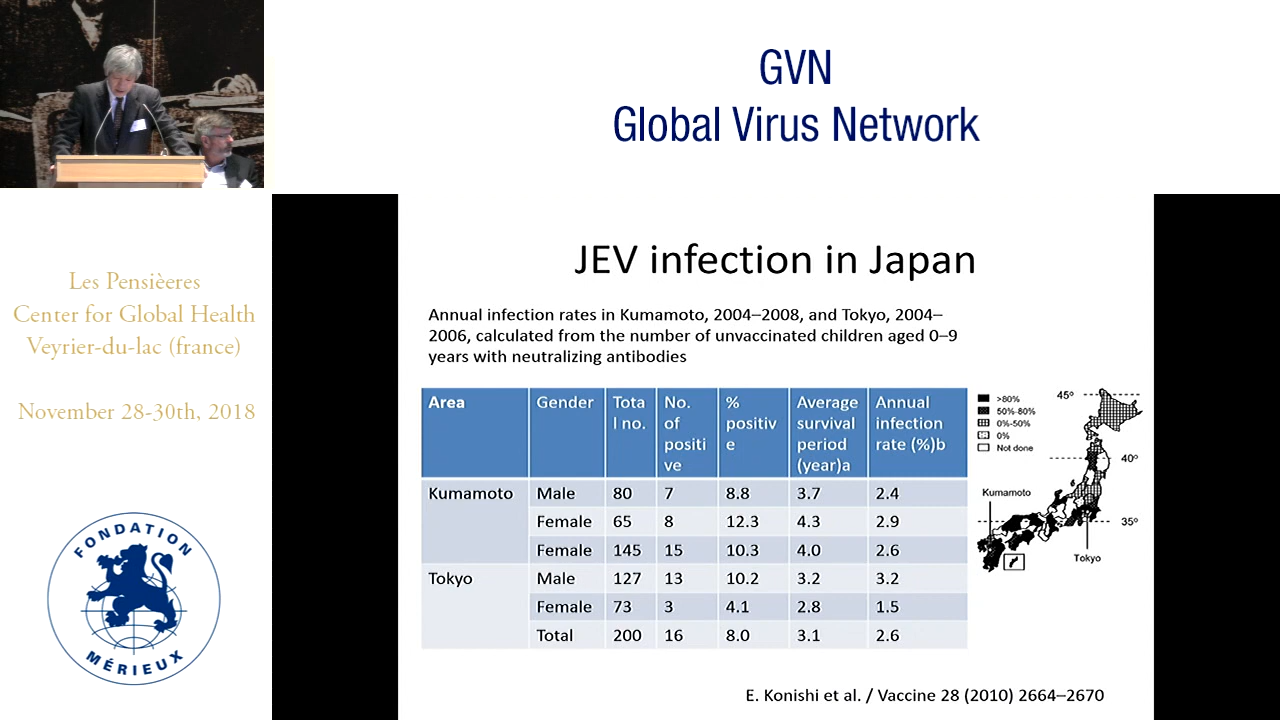 GVN
Global Virus Network
Les Pensièeres
Center for Global Health
Veyrier-du-lac (france)
November 28-30th, 2018
FONDATION
MÉRIEUX
JEV infection in Japan
Annual infection rates in Kumamoto, 2004–2008, and Tokyo, 2004–
2006, calculated from the number of unvaccinated children aged 0–9
years with neutralizing antibodies
Area Gender Tota No. % Average Annual
l no. of positiv survival infection
positi e period rate (%)b
ve (year)a
Kumamoto Male 80 7 8.8 3.7 2.4
Female 65 8 12.3 4.3 2.9
Female 145 15 10.3 4.0 2.6
Tokyo Male 127 13 10.2 3.2 3.2
Female 73 3 4.1 2.8 1.5
Total 200 16 8.0 3.1 2.6
>80%
50%-80%
0%-50%
0%
Not done
45°
40°
35°
Kumamoto
Tokyo
E. Konishi et al. / Vaccine 28 (2010) 2664–2670